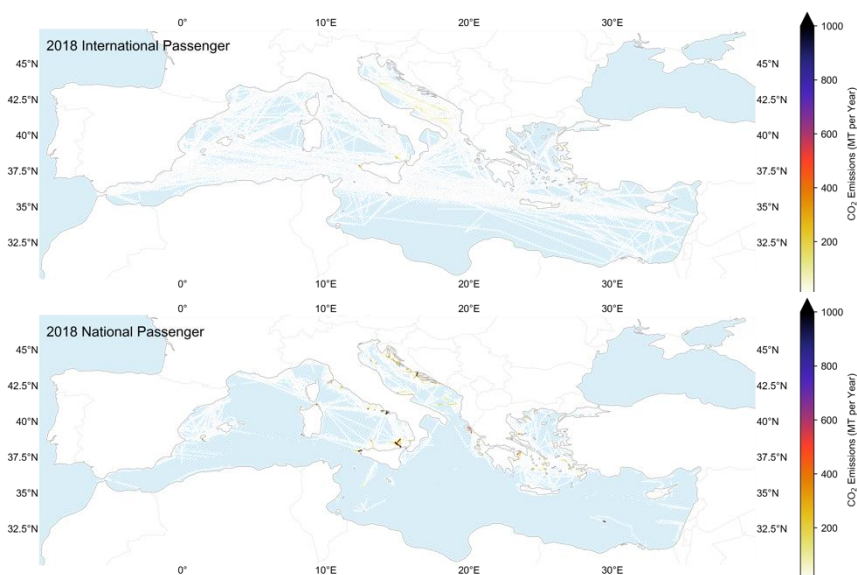 0° 10°E 20°E 30°E
2018 International Passenger
45°N 45°N
42.5°N 42.5°N
40°N 40°N
37.5°N 37.5°N
35°N 35°N
32.5°N 32.5°N
0° 10°E 20°E 30°E
1000
800
600
400
200
CO₂ Emissions (MT per Year)
0° 10°E 20°E 30°E
2018 National Passenger
45°N 45°N
42.5°N 42.5°N
40°N 40°N
37.5°N 37.5°N
35°N 35°N
32.5°N 32.5°N
0° 10°E 20°E 30°E
1000
800
600
400
200
CO₂ Emissions (MT per Year)